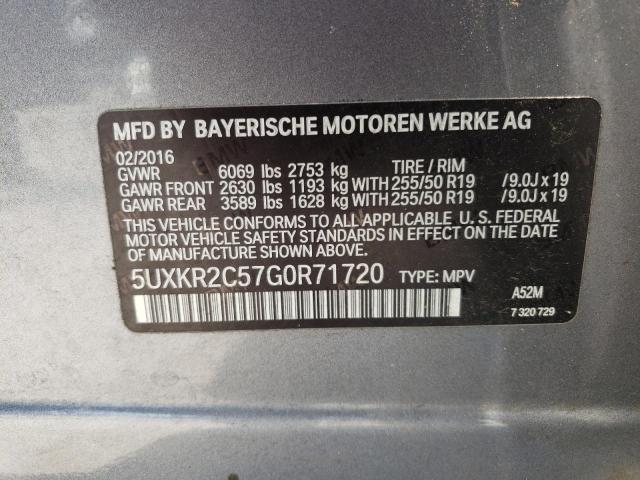 MFD BY BAYERISCHE MOTOREN WERKE AG
02/2016
GVWR 6069 lbs 2753 kg TIRE / RIM
GAWR FRONT 2630 lbs 1193 kg WITH 255/50 R19 /9.0J x 19
GAWR REAR 3589 lbs 1628 kg WITH 255/50 R19 /9.0J x 19
THIS VEHICLE CONFORMS TO ALL APPLICABLE U. S. FEDERAL
MOTOR VEHICLE SAFETY STANDARDS IN EFFECT ON THE DATE
OF MANUFACTURE SHOWN ABOVE.
5UXKR2C57G0R71720 TYPE: MPV
A52M
7 320 729